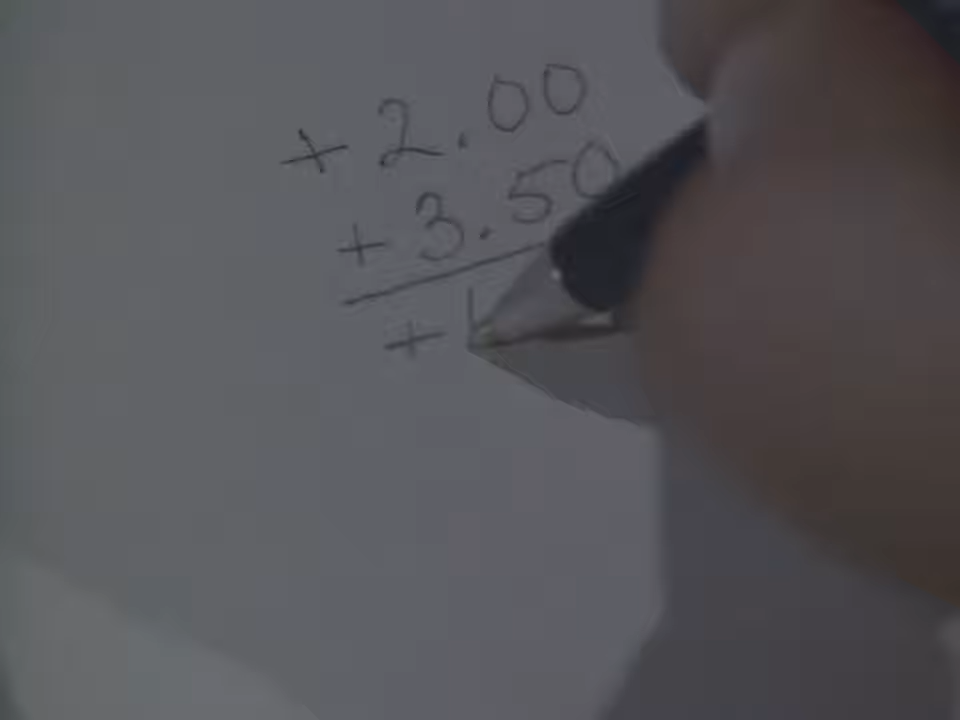 + 2.00
+ 3.50
+